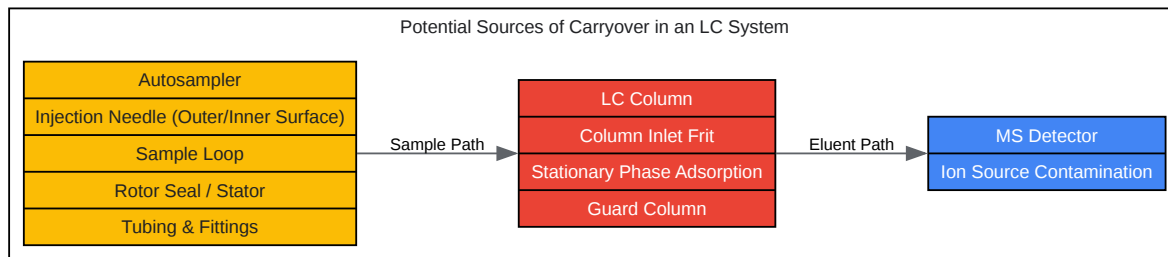 Potential Sources of Carryover in an LC System
Autosampler
Injection Needle (Outer/Inner Surface)
Sample Loop
Rotor Seal / Stator
Tubing & Fittings
Sample Path
LC Column
Column Inlet Frit
Stationary Phase Adsorption
Guard Column
Eluent Path
MS Detector
Ion Source Contamination